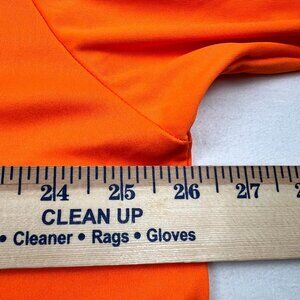 24 25 26 27
CLEAN UP
• Cleaner • Rags • Gloves